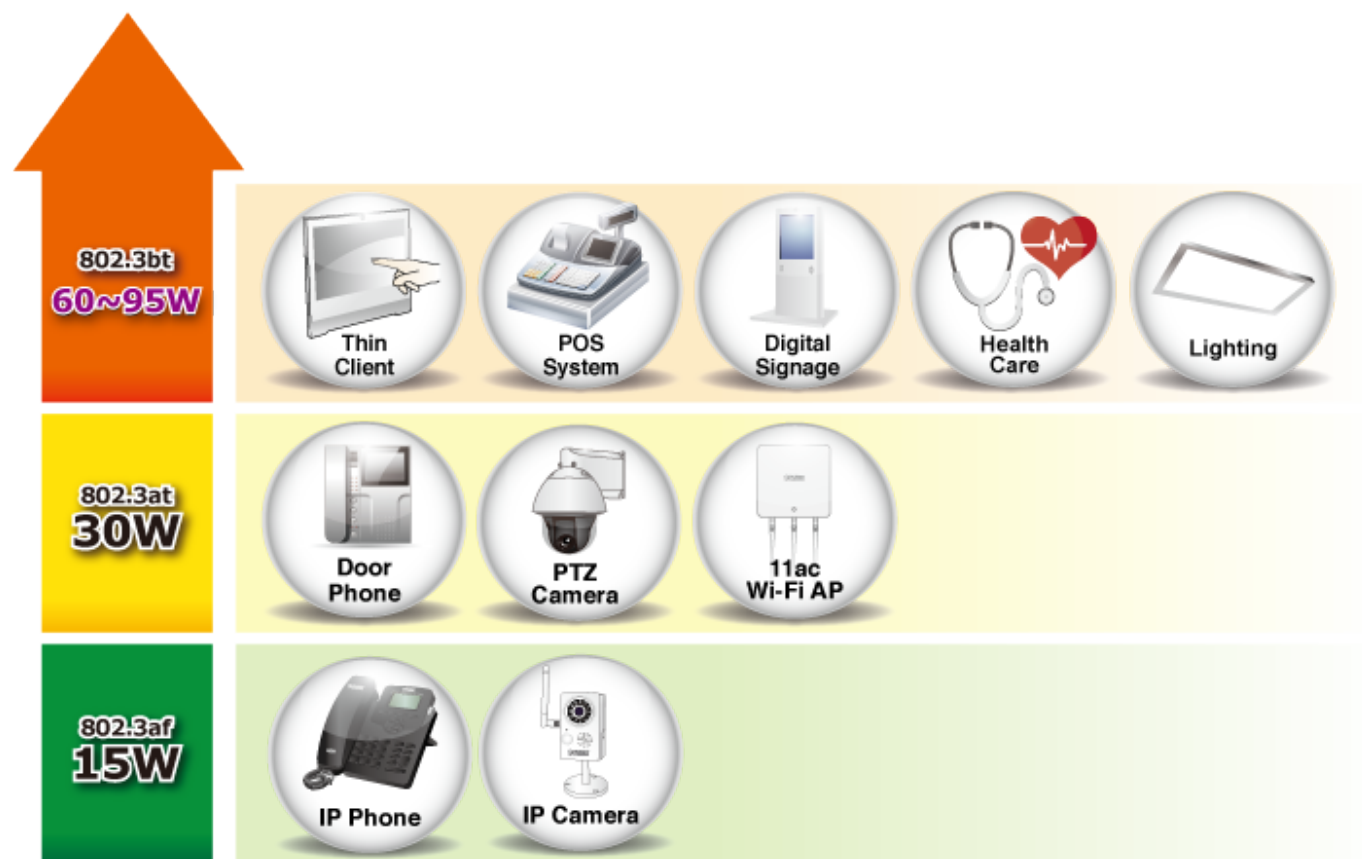 802.3bt
60~95W
Thin
Client
POS
System
Digital
Signage
Health
Care
Lighting
802.3at
30W
Door
Phone
PTZ
Camera
11ac
Wi-Fi AP
802.3af
15W
IP Phone
IP Camera